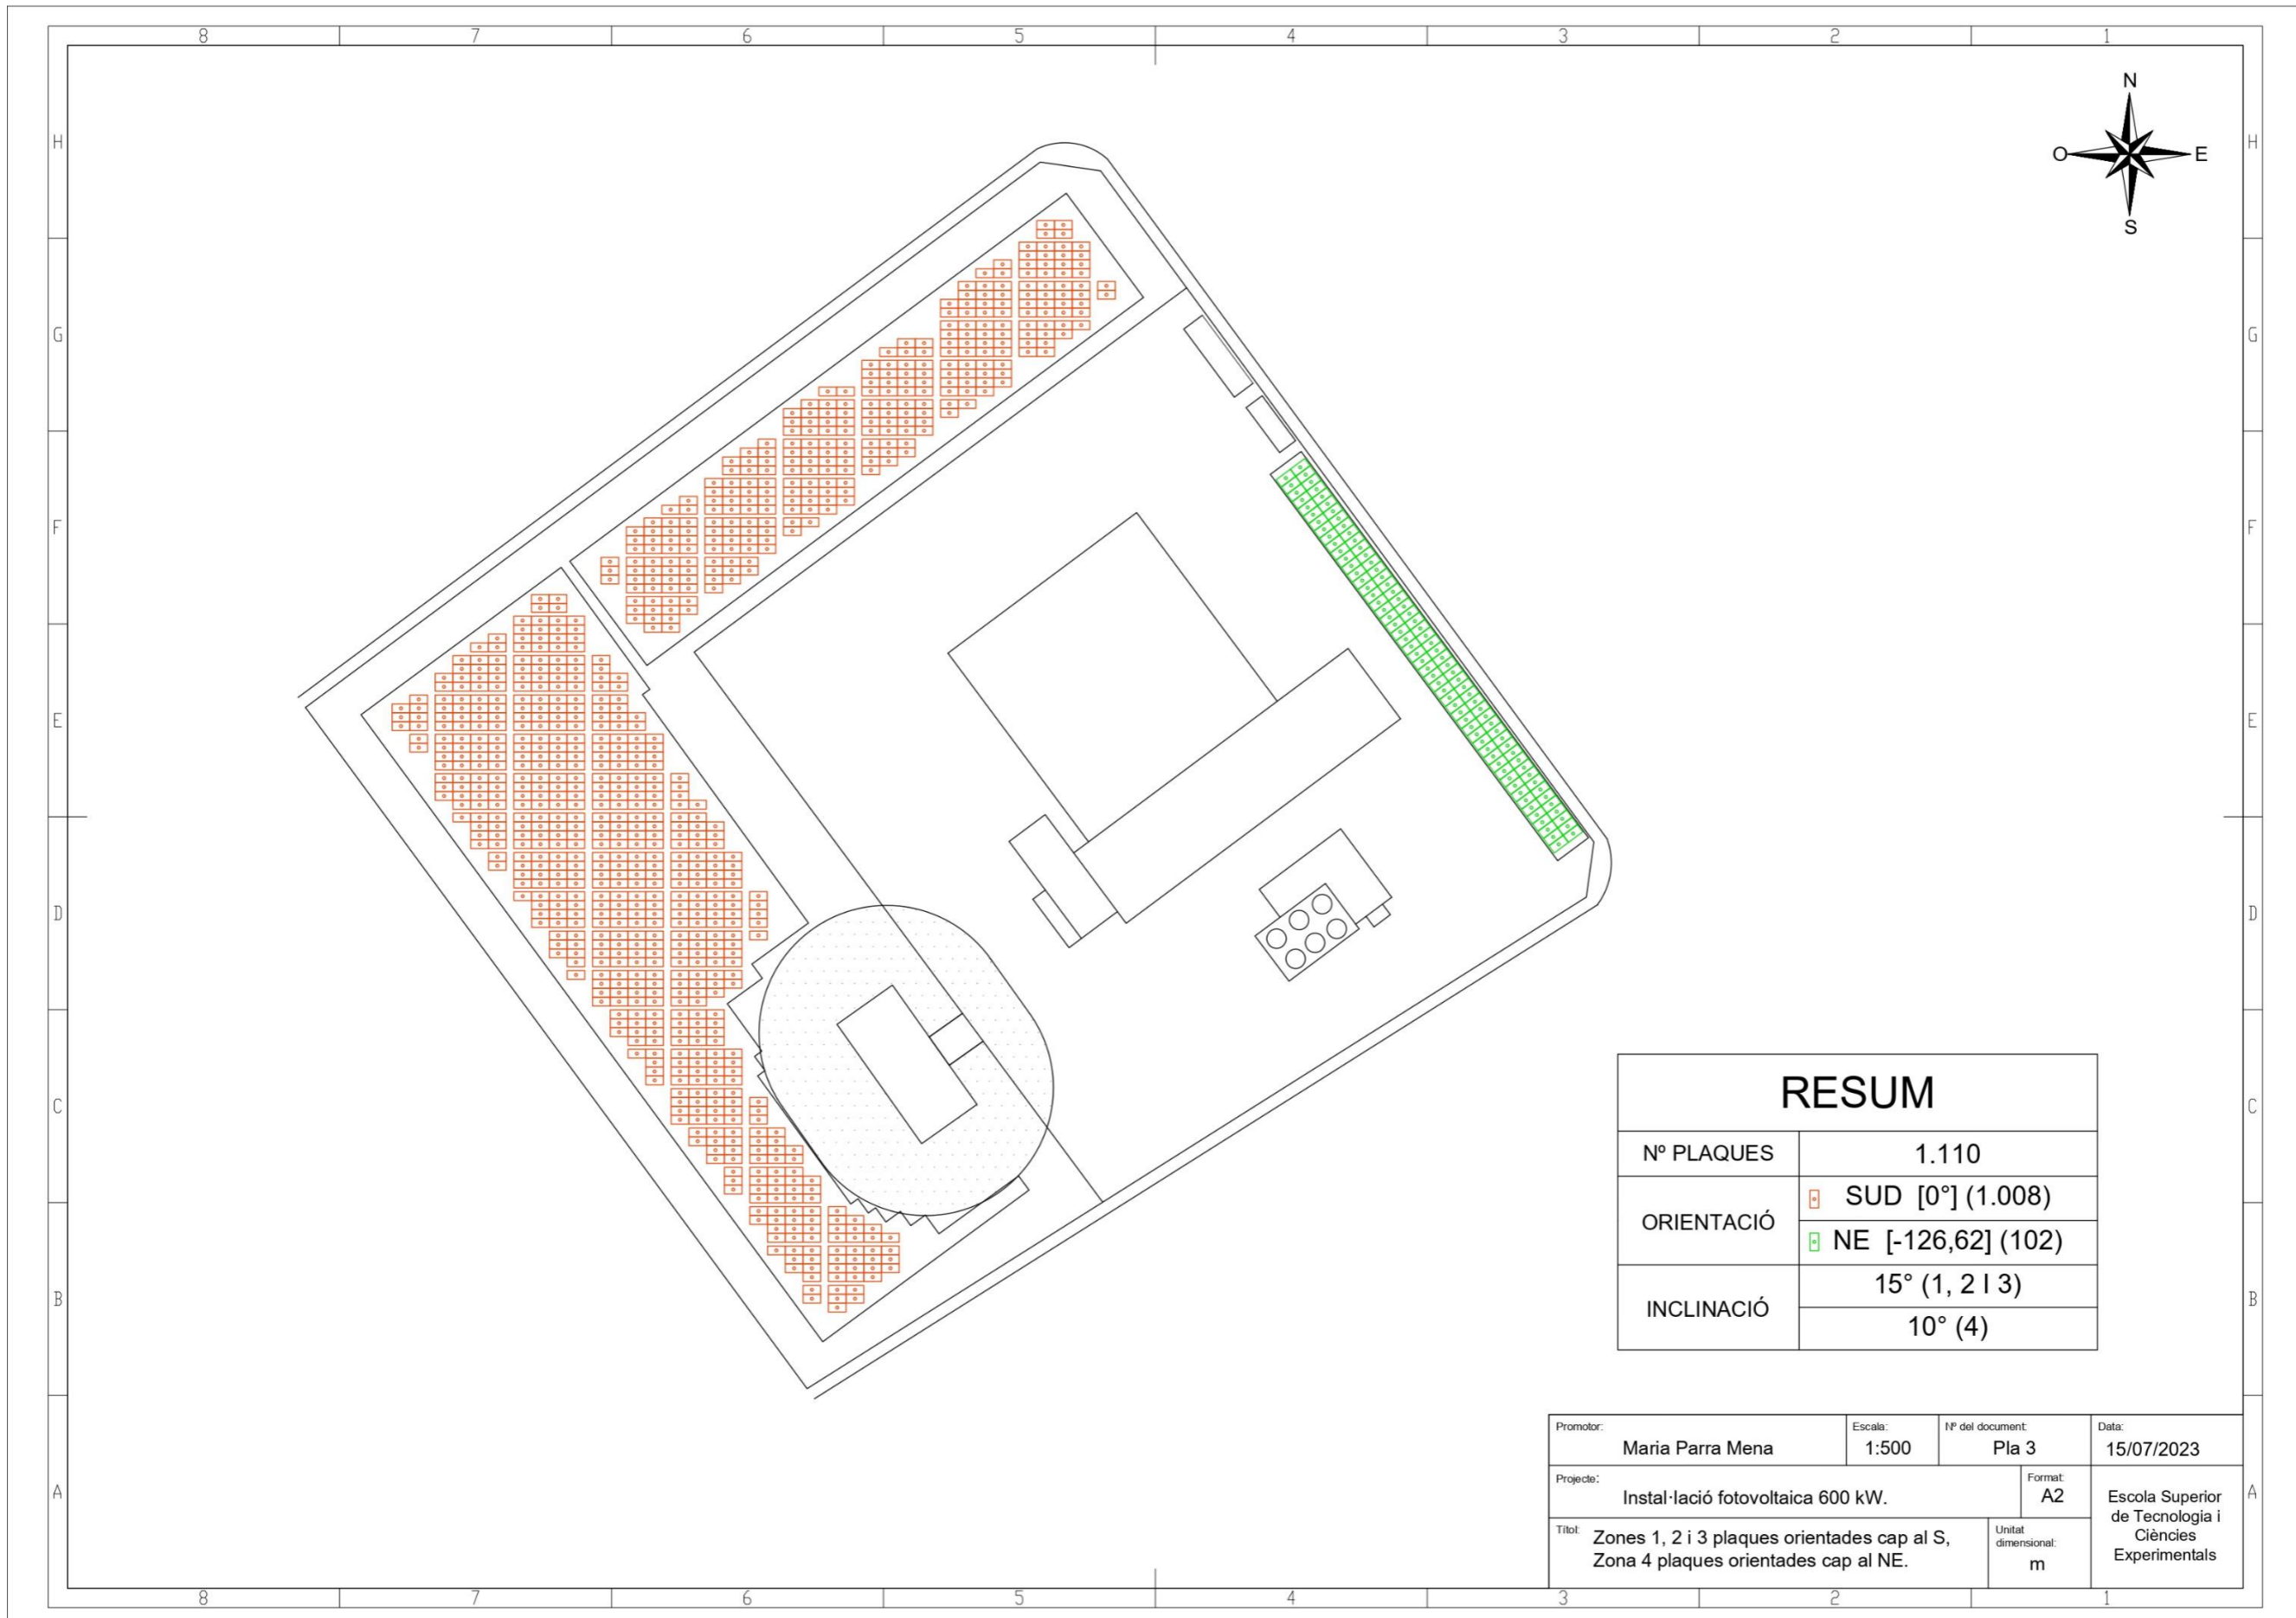 8 7 6 5 4 3 2 1
H H
G G
F F
E E
D D
C C
B B
A A
N
O E
S
RESUM
Nº PLAQUES 1.110
ORIENTACIÓ
SUD [0°] (1.008)
NE [-126,62] (102)
INCLINACIÓ
15° (1, 2 I 3)
10° (4)
Promotor:
Maria Parra Mena
Escala:
1:500
Nº del document:
Pla 3
Data:
15/07/2023
Projecte:
Instal·lació fotovoltaica 600 kW.
Format:
A2
Escola Superior
de Tecnologia i
Ciències
Experimentals
Títol:
Zones 1, 2 i 3 plaques orientades cap al S,
Zona 4 plaques orientades cap al NE.
Unitat
dimensional:
m
8 7 6 5 4 3 2 1